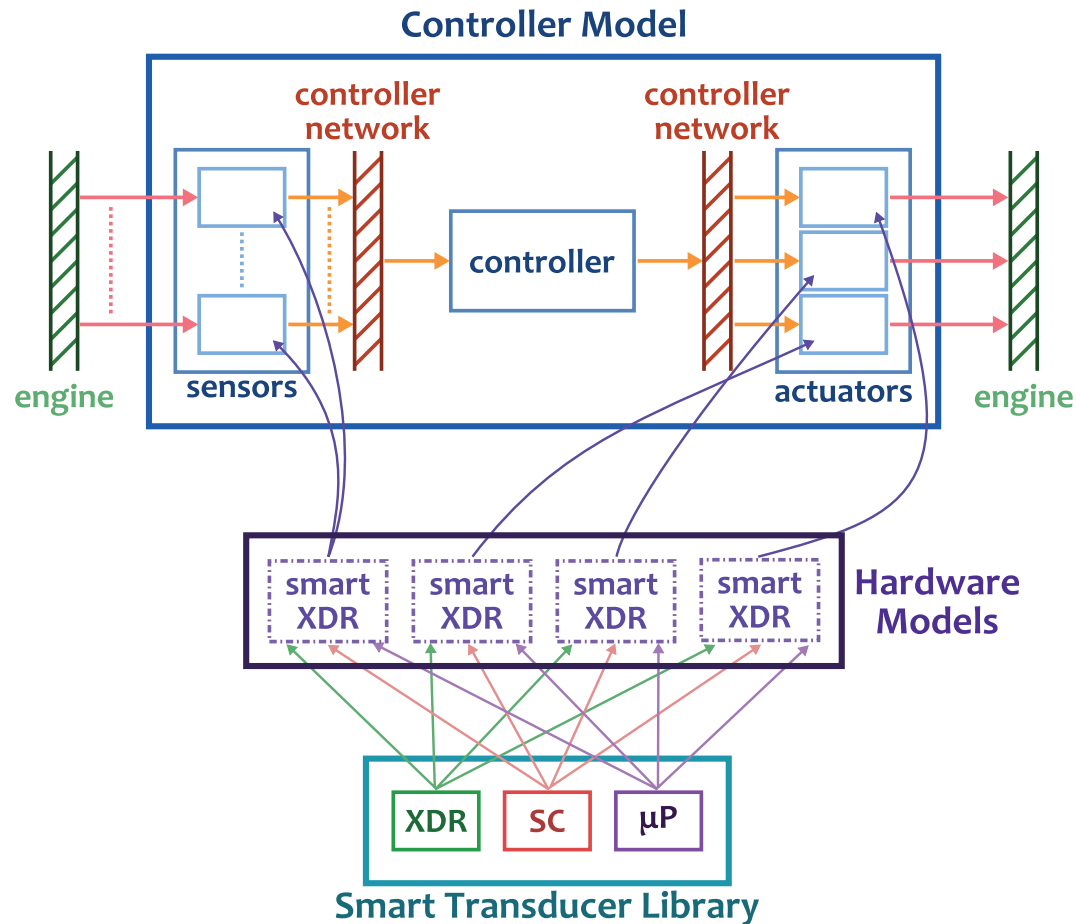 Controller Model
controller
network
controller
network
controller
engine
sensors
actuators
engine
smart
XDR
smart
XDR
smart
XDR
smart
XDR
Hardware
Models
XDR
SC
µP
Smart Transducer Library